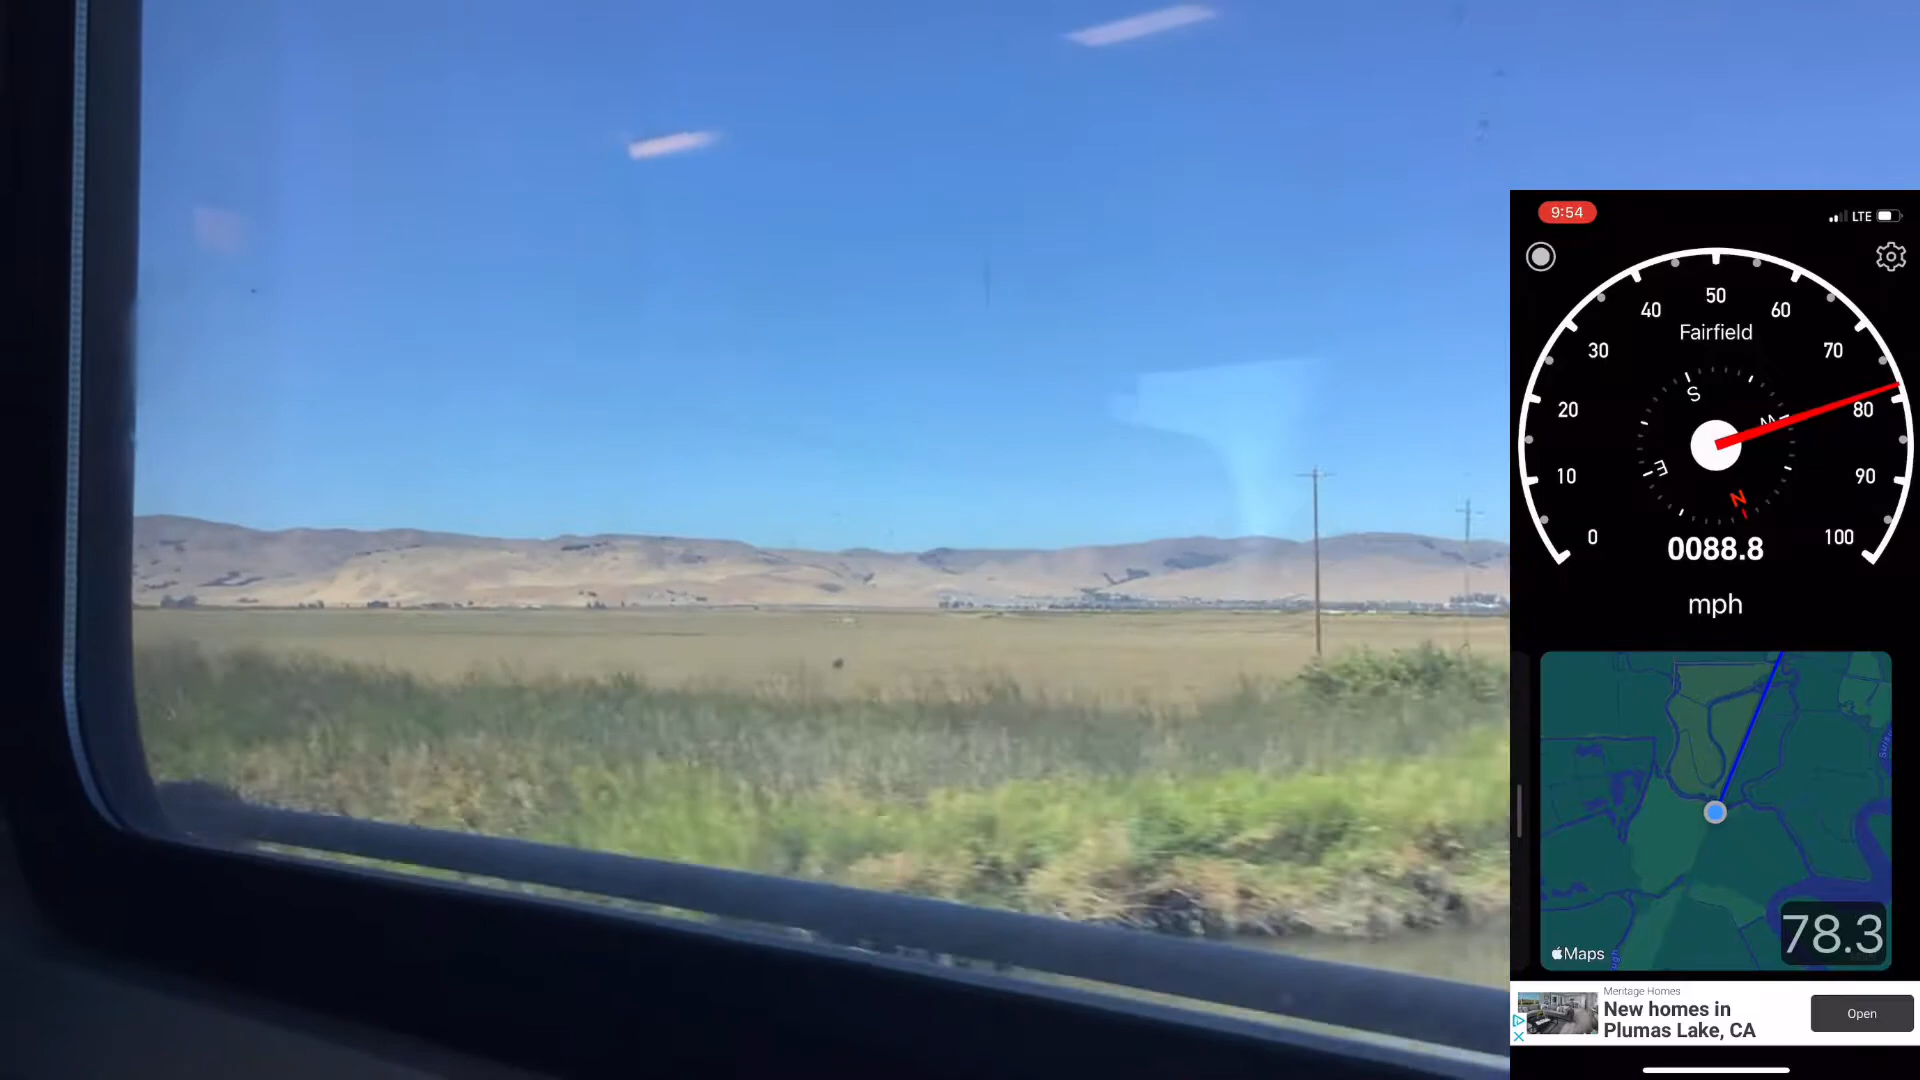 9:54
LTE
50
40
60
Fairfield
30
70
S
20
80
W
E
10
90
N
0
100
0088.8
mph
Maps
78.3
Meritage Homes
New homes in
Plumas Lake, CA
Open